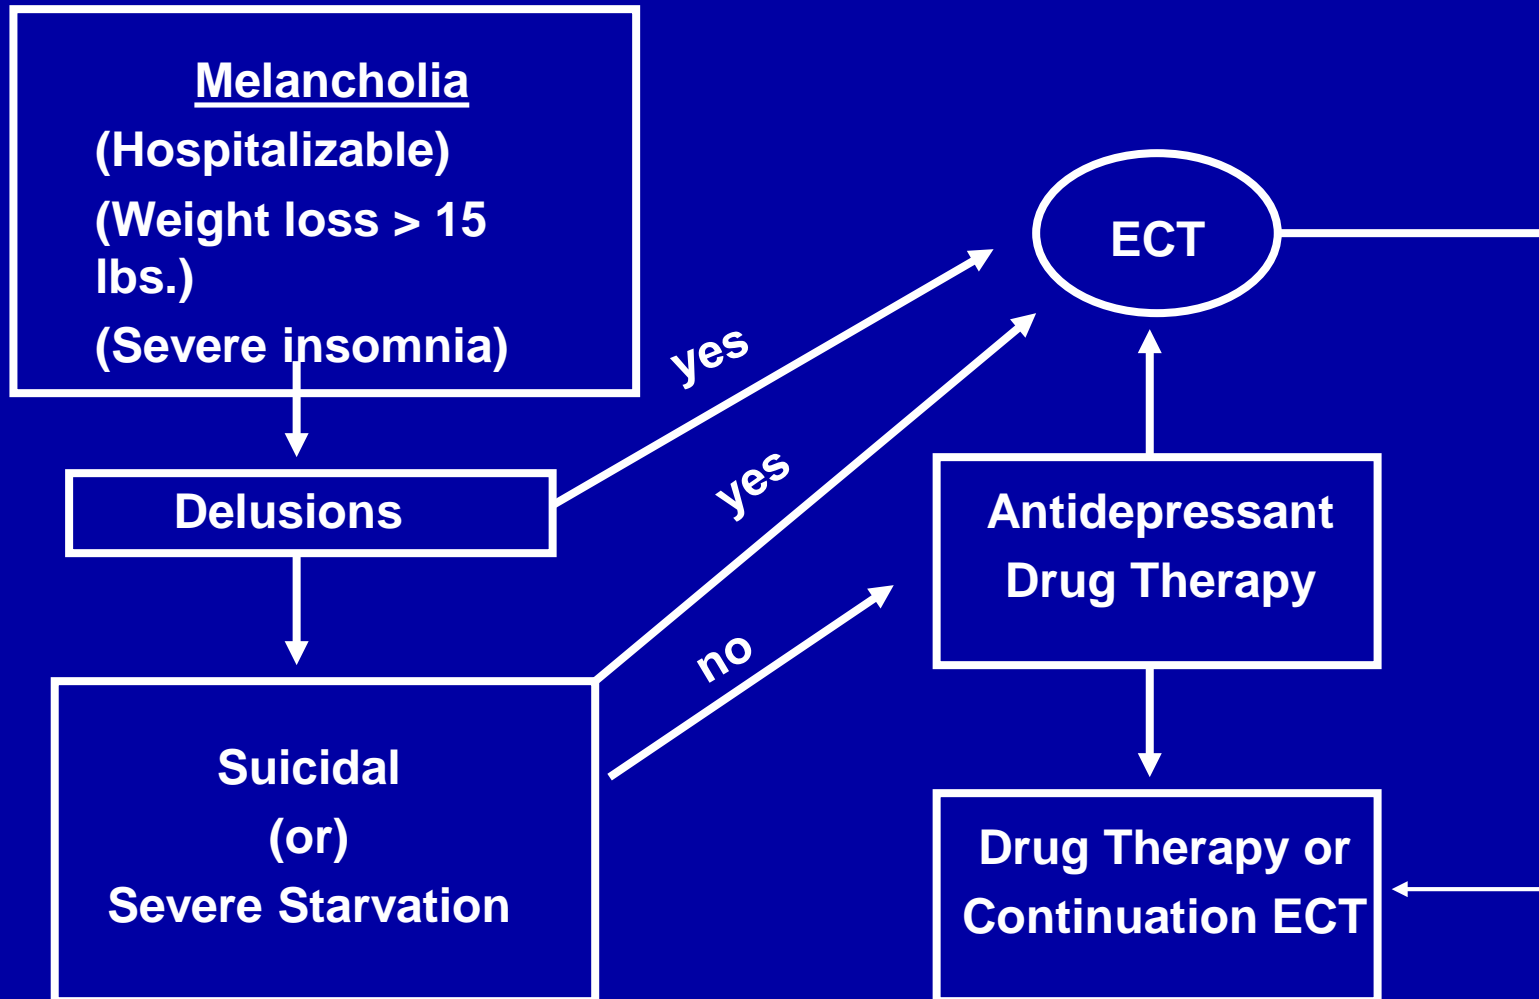 Melancholia
(Hospitalizable)
(Weight loss > 15
lbs.)
(Severe insomnia)
ECT
yes
yes
Delusions
Antidepressant
Drug Therapy
no
Suicidal
(or)
Severe Starvation
Drug Therapy or
Continuation ECT